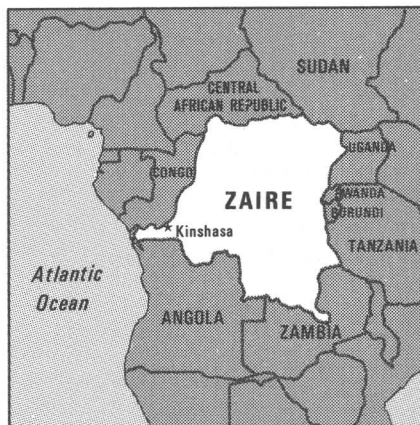 SUDAN
CENTRAL
AFRICAN REPUBLIC
UGANDA
CONGO
RWANDA
ZAIRE
BURUNDI
Kinshasa
TANZANIA
Atlantic
Ocean
ANGOLA
ZAMBIA